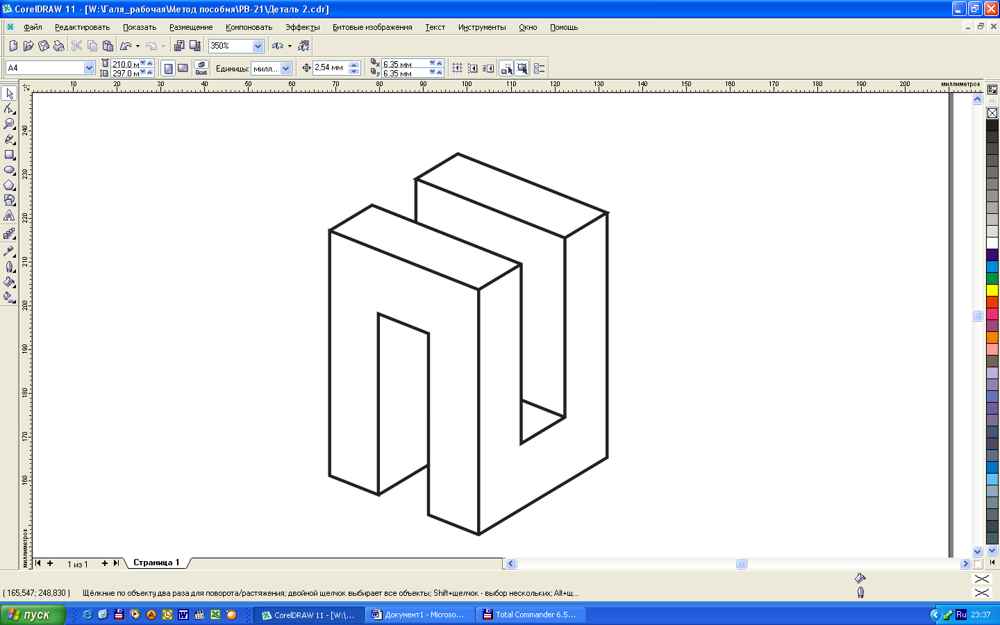 CorelDRAW 11 - [W:\Галя_рабочая\Метод пособия\РВ-21\Деталь 2.cdr]
Файл Редактировать Показать Размещение Компоновать Эффекты Битовые изображения Текст Инструменты Окно Помощь
350%
A4 210.0 м 297.0 м Единицы: милл... 2,54 мм 6.35 мм 6.35 мм
10 20 30 40 50 60 70 80 90 100 110 120 130 140 150 160 170 180 190 200 миллиметров
240
230
220
210
200
190
180
170
160
миллиметров
1 из 1 Страница 1
( 165,547; 248,830 ) Щёлкние по объекту два раза для поворота/растяжения; двойной щелчок выбирает все объекты; Shift+щелчок - выбор нескольких; Alt+щ...
пуск CorelDRAW 11 - [W:\... Документ1 - Microso... Total Commander 6.5... Ru 23:37